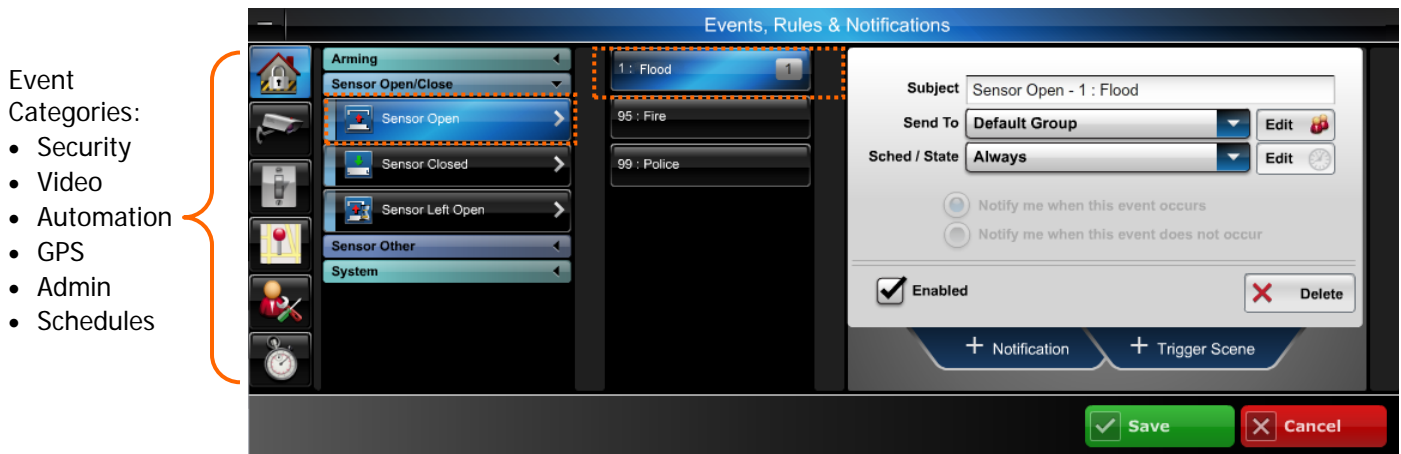 Events, Rules & Notifications
Event
Categories:
• Security
• Video
• Automation
• GPS
• Admin
• Schedules
Arming
Sensor Open/Close
Sensor Open
Sensor Closed
Sensor Left Open
Sensor Other
System
1 : Flood 1
95 : Fire
99 : Police
Subject Sensor Open - 1 : Flood
Send To Default Group Edit
Sched / State Always Edit
Notify me when this event occurs
Notify me when this event does not occur
Enabled
Delete
+ Notification
+ Trigger Scene
Save
Cancel